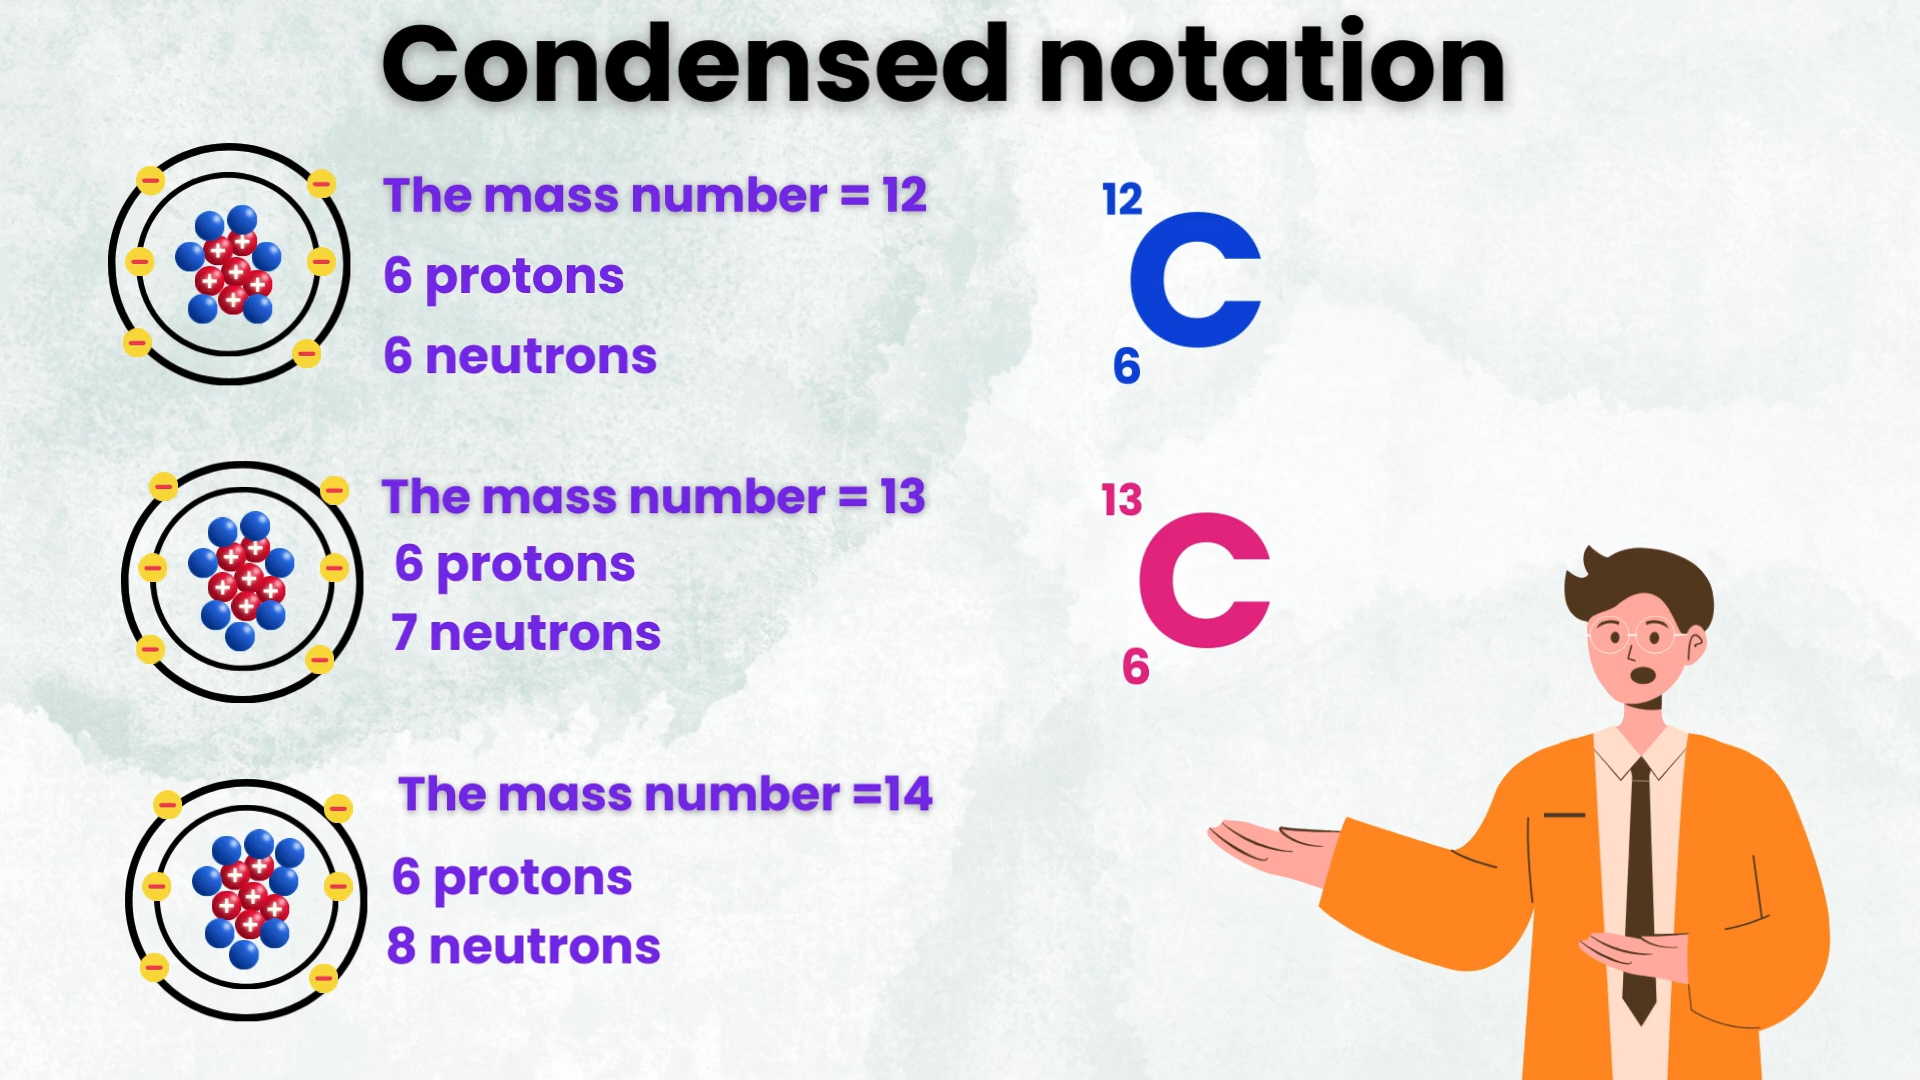 Condensed notation
The mass number = 12
6 protons
6 neutrons
12
C
6
The mass number = 13
6 protons
7 neutrons
13
C
6
The mass number =14
6 protons
8 neutrons